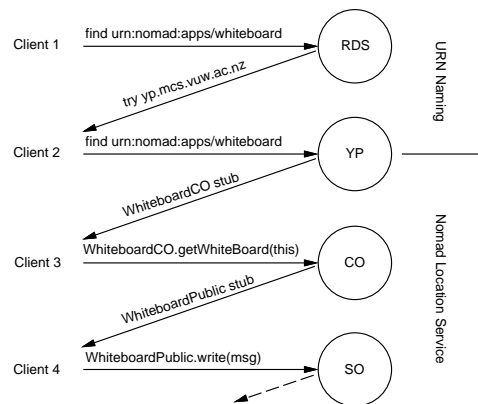 Client 1
find urn:nomad:apps/whiteboard
RDS
try yp.mcs.vuw.ac.nz
URN Naming
Client 2
find urn:nomad:apps/whiteboard
YP
WhiteboardCO stub
Client 3
WhiteboardCO.getWhiteBoard(this)
CO
WhiteboardPublic stub
Nomad Location Service
Client 4
WhiteboardPublic.write(msg)
SO